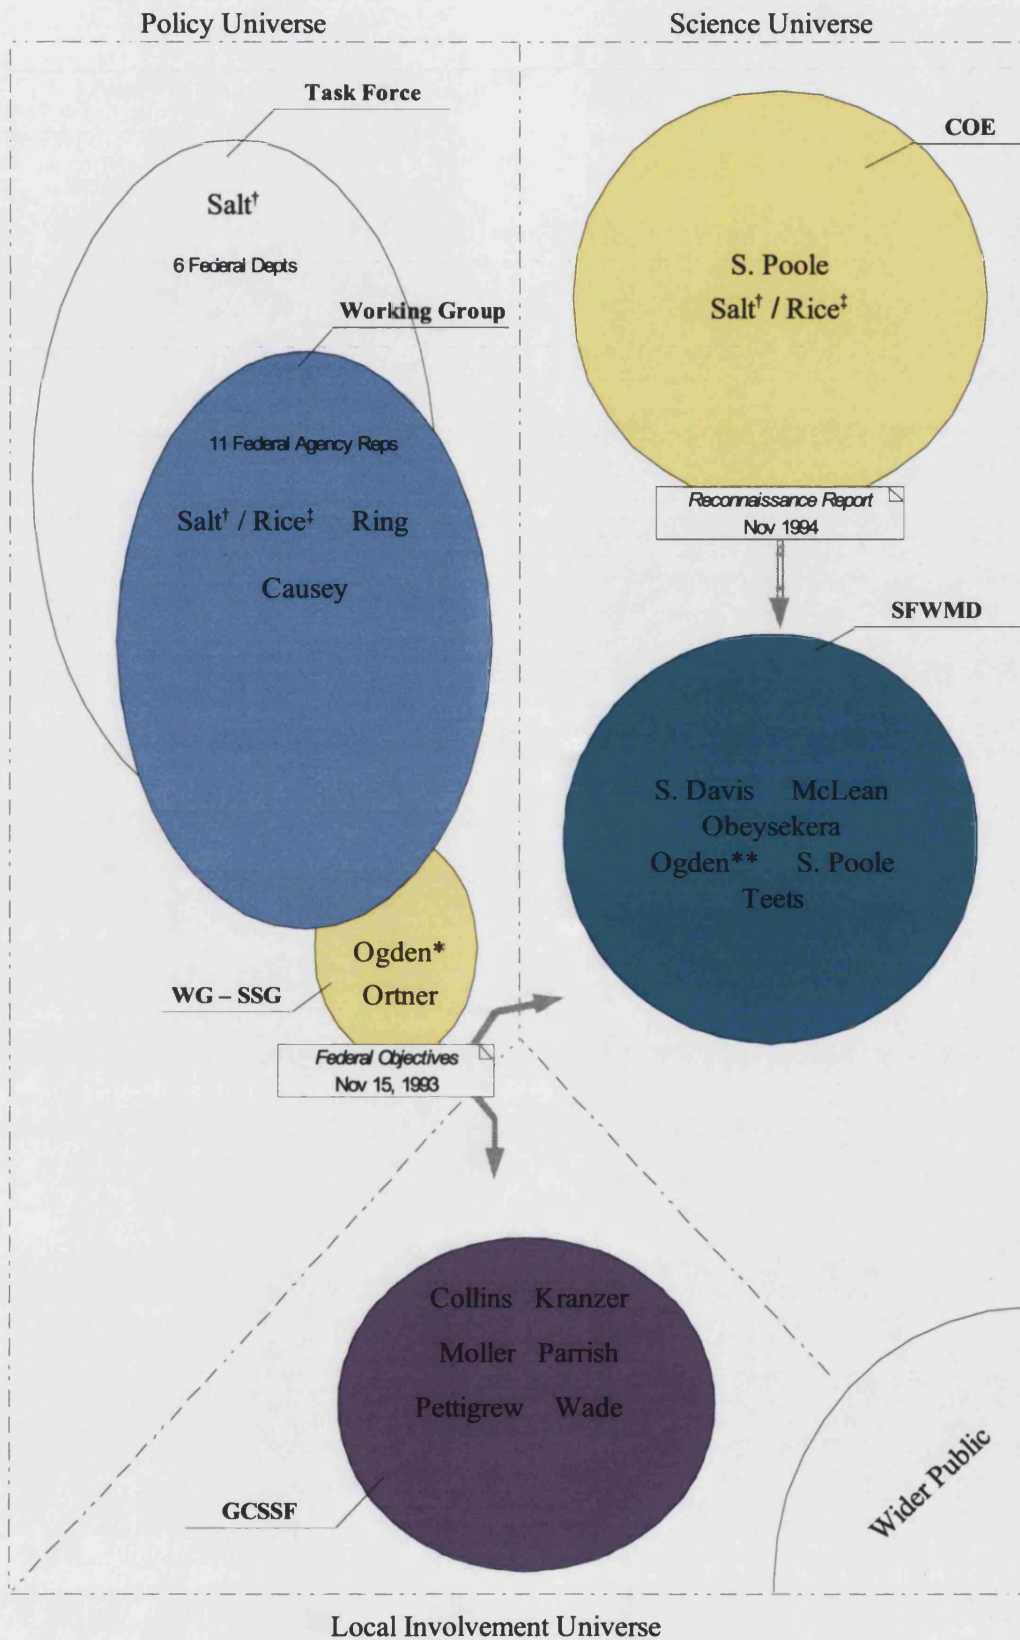 Policy Universe
Science Universe
Task Force
Salt†
6 Federal Depts
Working Group
11 Federal Agency Reps
Salt† / Rice‡ Ring
Causey
Ogden*
Ortner
WG – SSG
Federal Objectives
Nov 15, 1993
COE
S. Poole
Salt† / Rice‡
Reconnaissance Report
Nov 1994
SFWMD
S. Davis McLean
Obeysekera
Ogden** S. Poole
Teets
Collins Kranzer
Moller Parrish
Pettigrew Wade
GCSSF
Wider Public
Local Involvement Universe